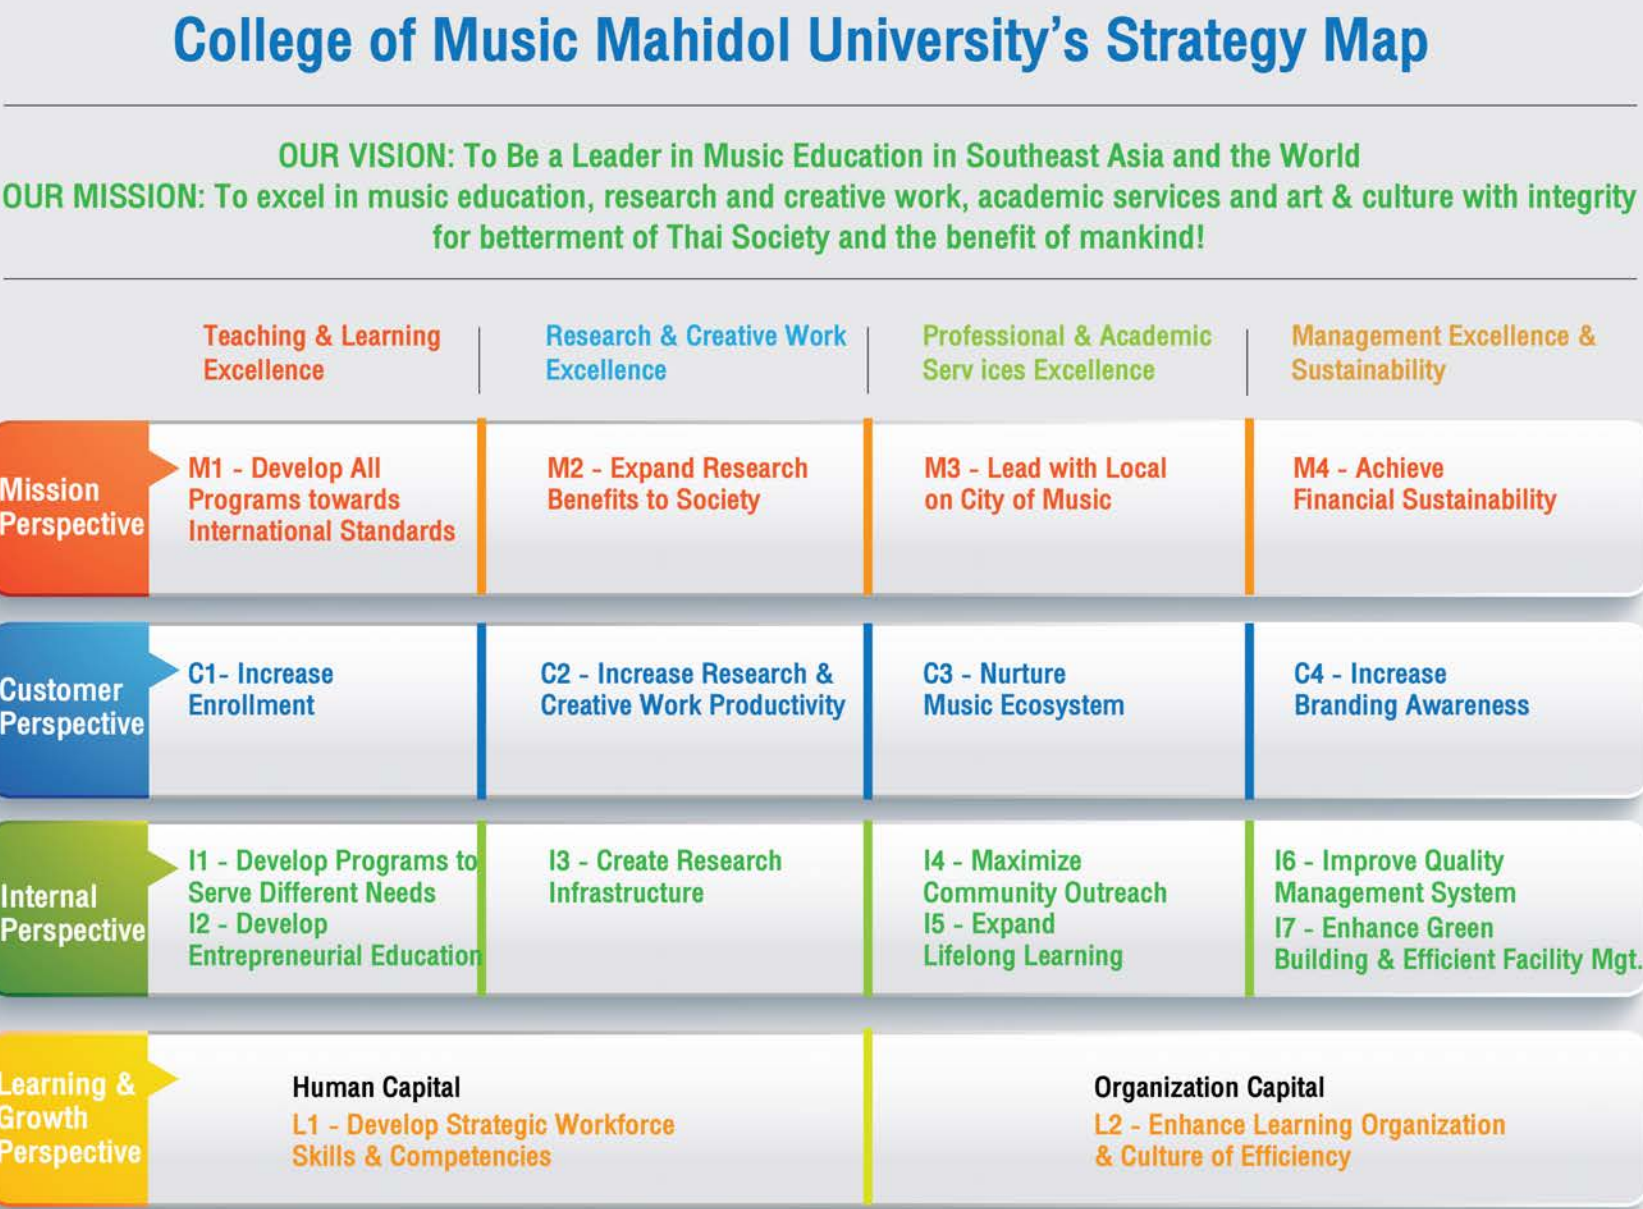 College of Music Mahidol University's Strategy Map
OUR VISION: To Be a Leader in Music Education in Southeast Asia and the World
OUR MISSION: To excel in music education, research and creative work, academic services and art & culture with integrity
for betterment of Thai Society and the benefit of mankind!
Teaching & Learning
Excellence
Research & Creative Work
Excellence
Professional & Academic
Serv ices Excellence
Management Excellence &
Sustainability
Mission
Perspective
M1 - Develop All
Programs towards
International Standards
M2 - Expand Research
Benefits to Society
M3 - Lead with Local
on City of Music
M4 - Achieve
Financial Sustainability
Customer
Perspective
C1- Increase
Enrollment
C2 - Increase Research &
Creative Work Productivity
C3 - Nurture
Music Ecosystem
C4 - Increase
Branding Awareness
Internal
Perspective
I1 - Develop Programs to
Serve Different Needs
I2 - Develop
Entrepreneurial Education
I3 - Create Research
Infrastructure
I4 - Maximize
Community Outreach
I5 - Expand
Lifelong Learning
I6 - Improve Quality
Management System
I7 - Enhance Green
Building & Efficient Facility Mgt.
Learning &
Growth
Perspective
Human Capital
L1 - Develop Strategic Workforce
Skills & Competencies
Organization Capital
L2 - Enhance Learning Organization
& Culture of Efficiency